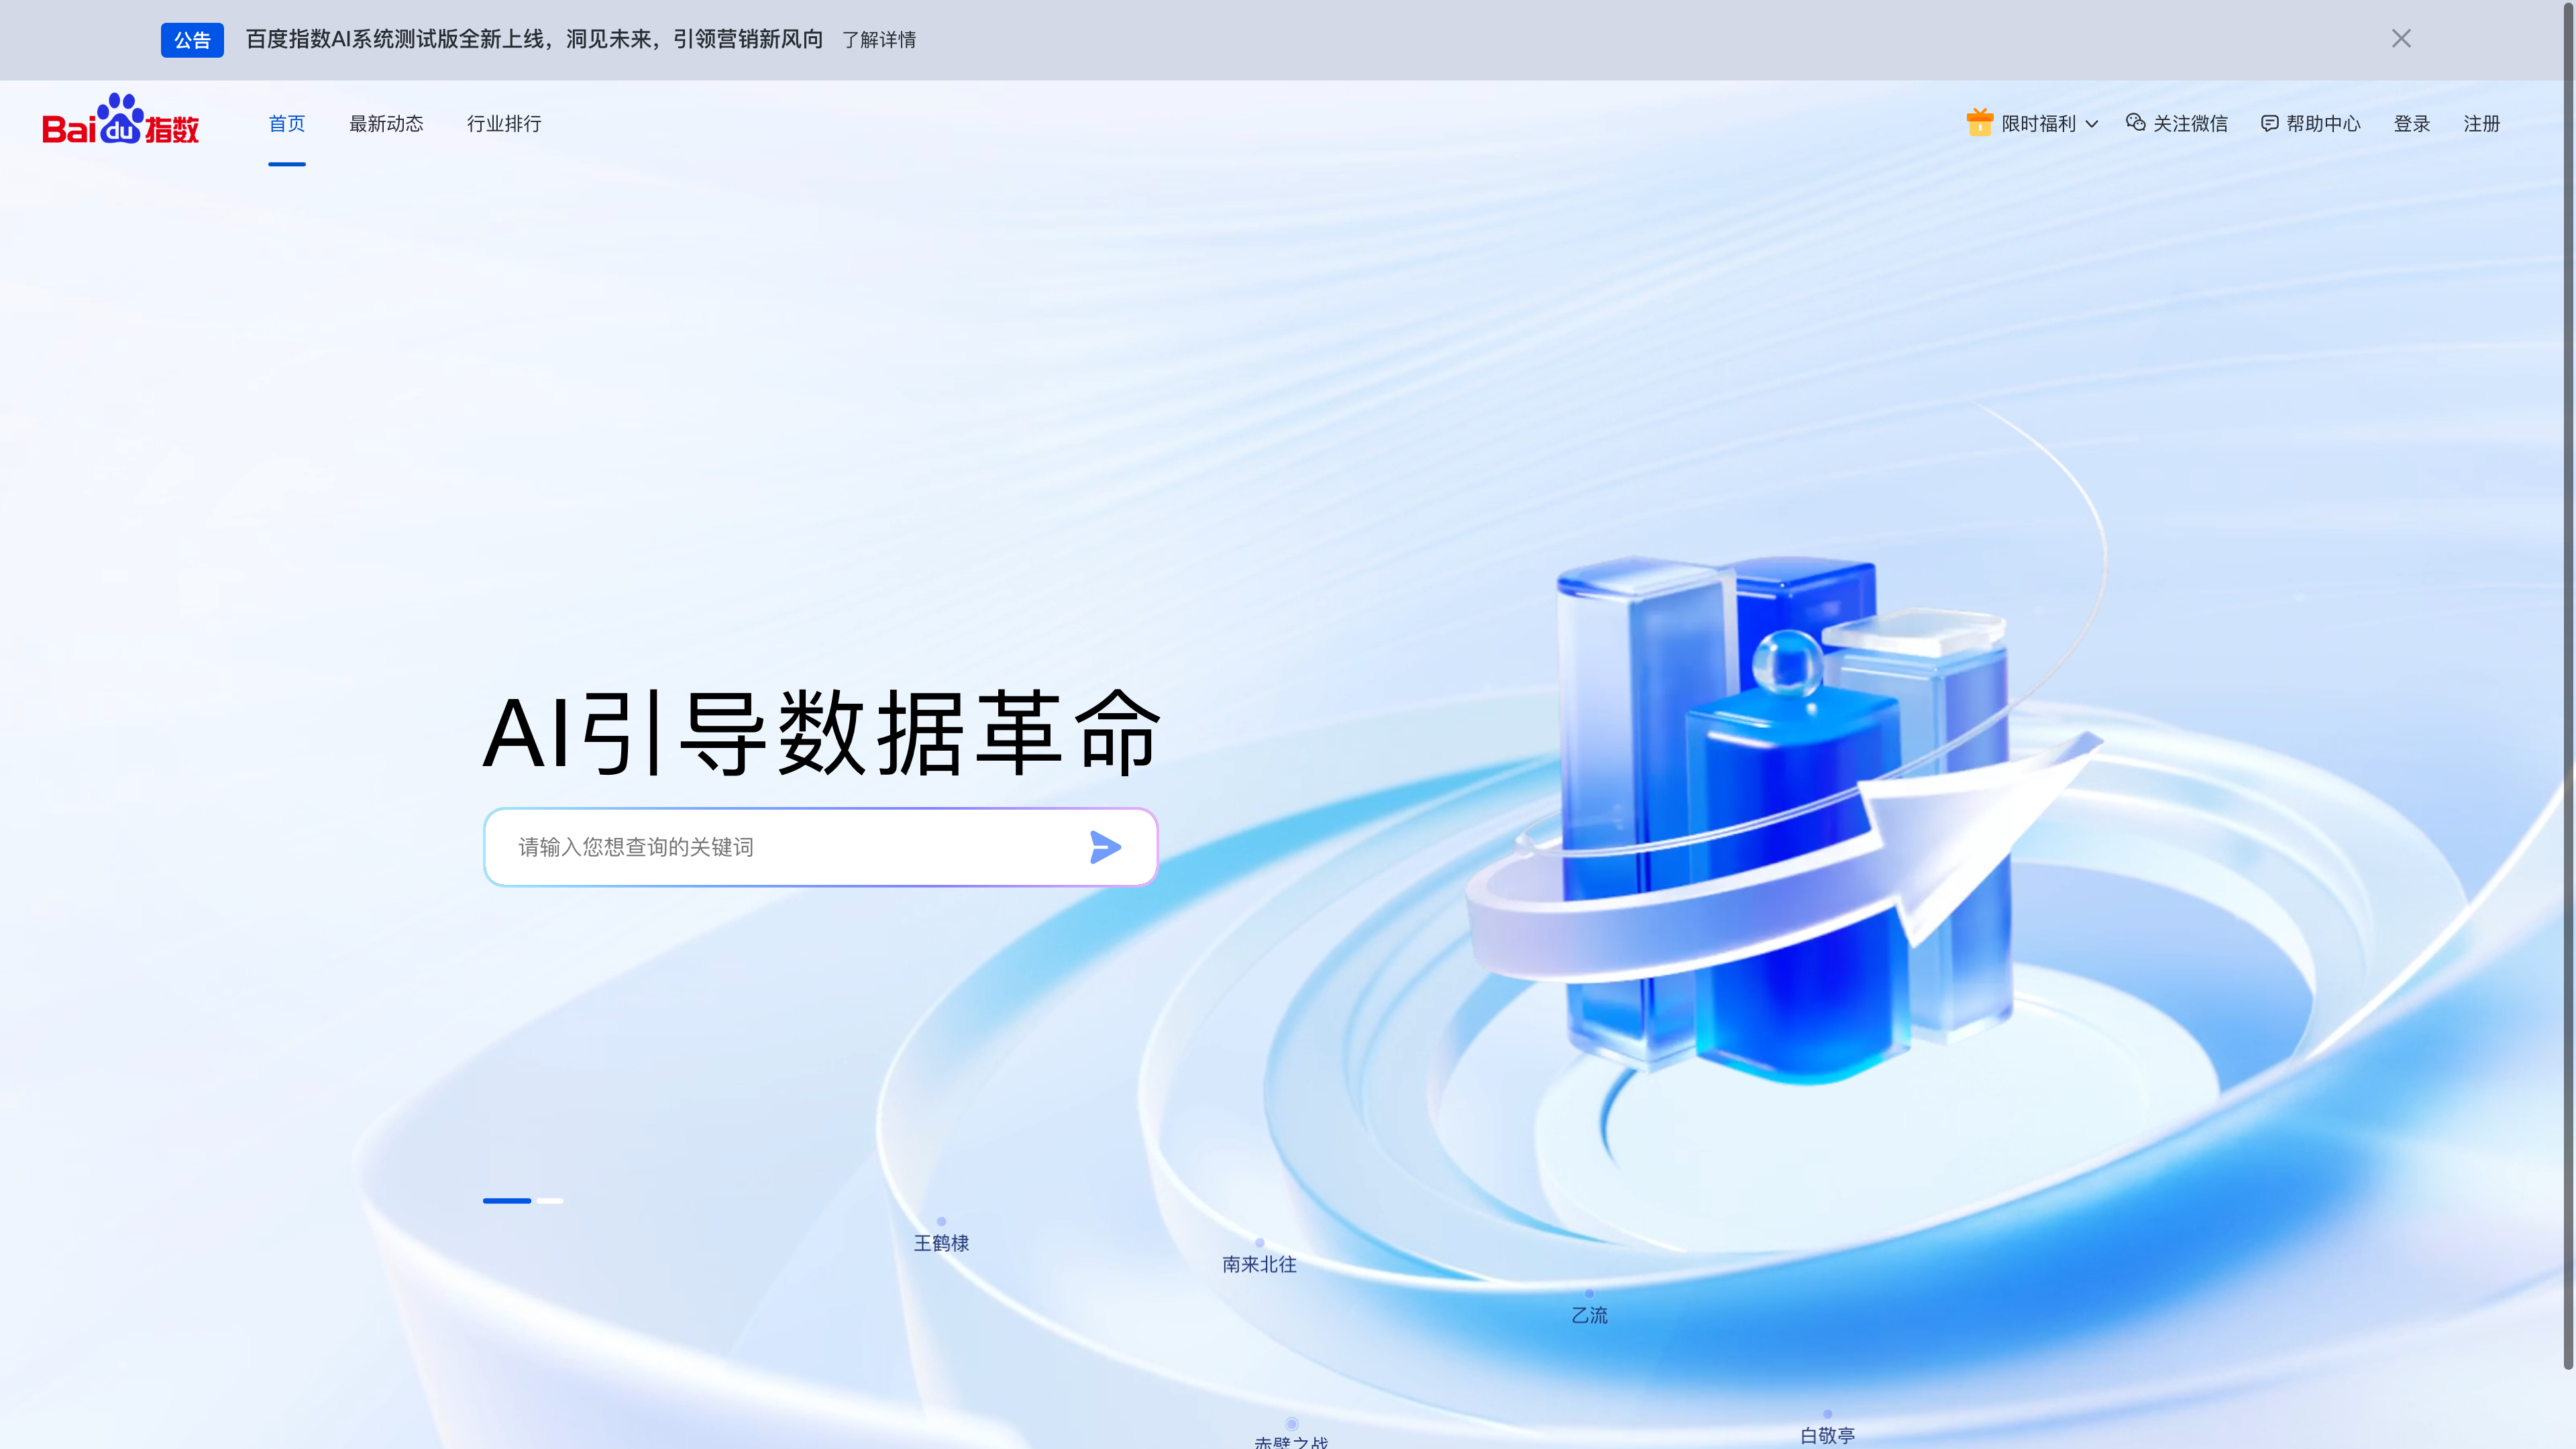 公告 百度指数AI系统测试版全新上线，洞见未来，引领营销新风向 了解详情
Baidu指数 首页 最新动态 行业排行 限时福利 关注微信 帮助中心 登录 注册
AI引导数据革命
请输入您想查询的关键词
王鹤棣
南来北往
乙流
白敬亭
赤壁之战